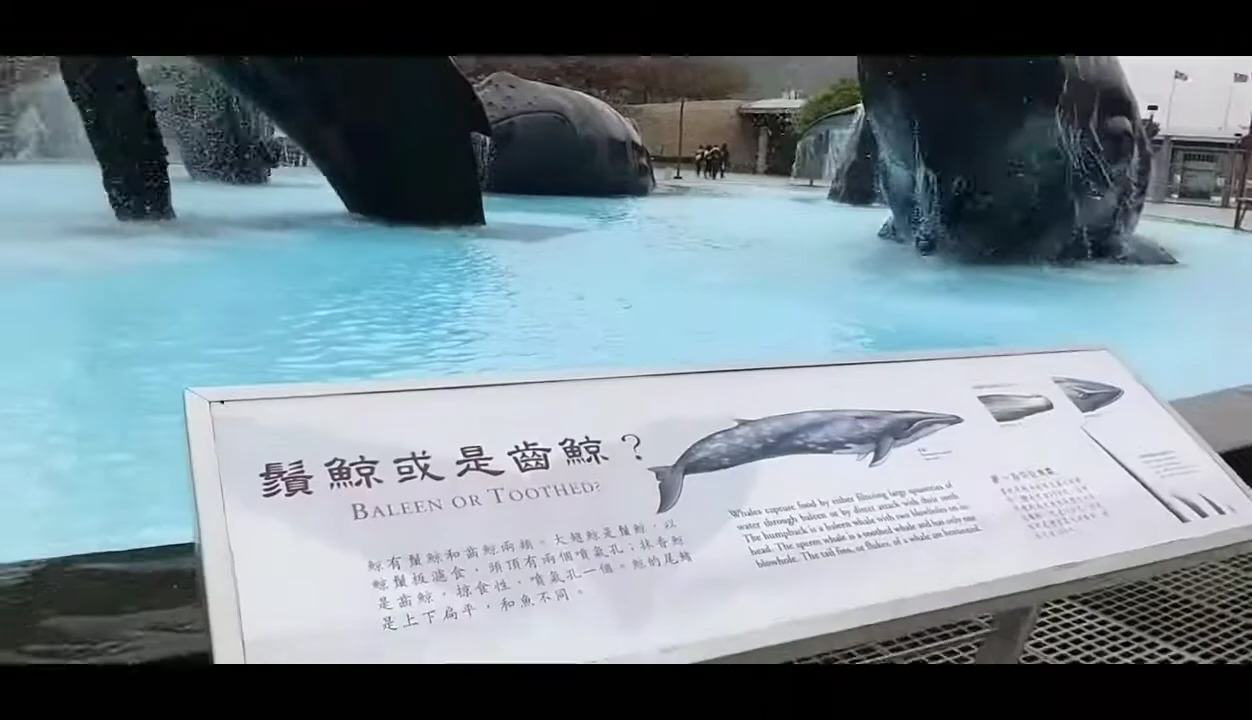 鬚鯨或是齒鯨？
BALEEN OR TOOTHED?
鯨有鬚鯨和齒鯨兩類。大翅鯨是鬚鯨，以
鯨鬚板濾食，頭頂有兩個噴氣孔；抹香鯨
是齒鯨，掠食性，噴氣孔一個。鯨的尾鰭
是上下扁平，和魚不同。
Whales capture food by either filtering large quantities of
water through baleen or by direct attack with their teeth.
The humpback is a baleen whale with two blowholes on its
head. The sperm whale is a toothed whale and has only one
blowhole. The tail fins, or flukes of a whale are horizontal.